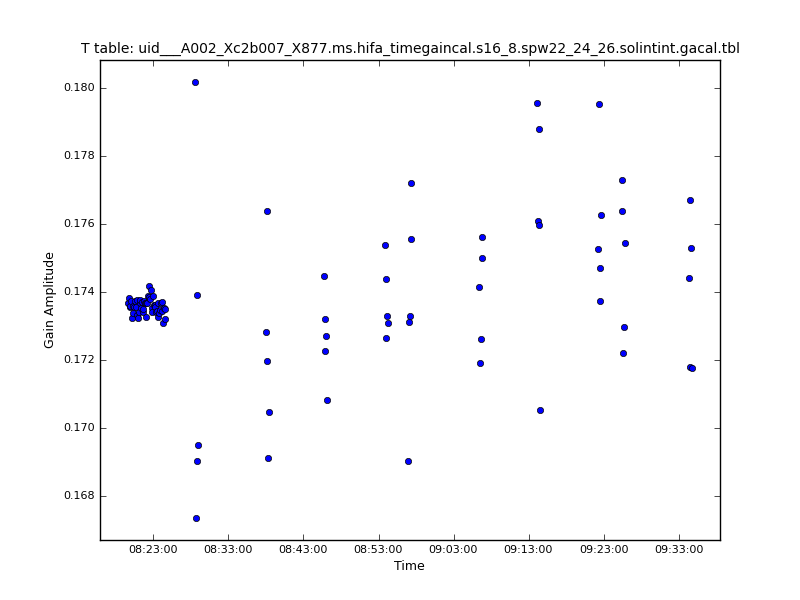 T table: uid___A002_Xc2b007_X877.ms.hifa_timegaincal.s16_8.spw22_24_26.solintint.gacal.tbl
0.180
0.178
0.176
0.174
0.172
0.170
0.168
Gain Amplitude
08:23:00 08:33:00 08:43:00 08:53:00 09:03:00 09:13:00 09:23:00 09:33:00
Time